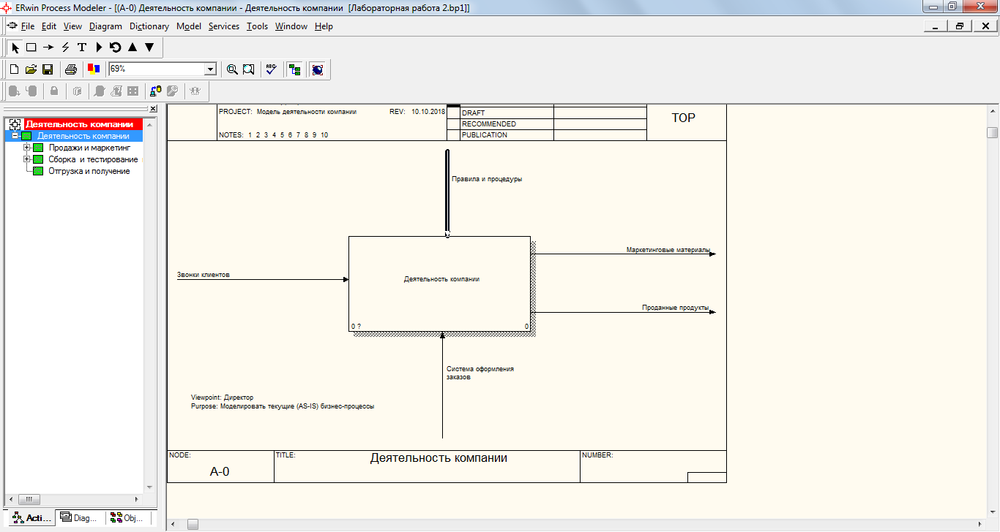 ERwin Process Modeler - [(A-0) Деятельность компании - Деятельность компании [Лабораторная работа 2.bp1]]
File Edit View Diagram Dictionary Model Services Tools Window Help
69%
ABC
PROJECT: Модель деятельности компании
REV: 10.10.2018
NOTES: 1 2 3 4 5 6 7 8 9 10
DRAFT
RECOMMENDED
PUBLICATION
TOP
Деятельность компании
Деятельность компании
Продажи и маркетинг
Сборка и тестирование
Отгрузка и получение
Правила и процедуры
Маркетинговые материалы
Звонки клиентов
Деятельность компании
Проданные продукты
0 ?
0
Система оформления
заказов
Viewpoint: Директор
Purpose: Моделировать текущие (AS-IS) бизнес-процессы
NODE:
A-0
TITLE:
Деятельность компании
NUMBER:
Acti...
Diag...
Obj...